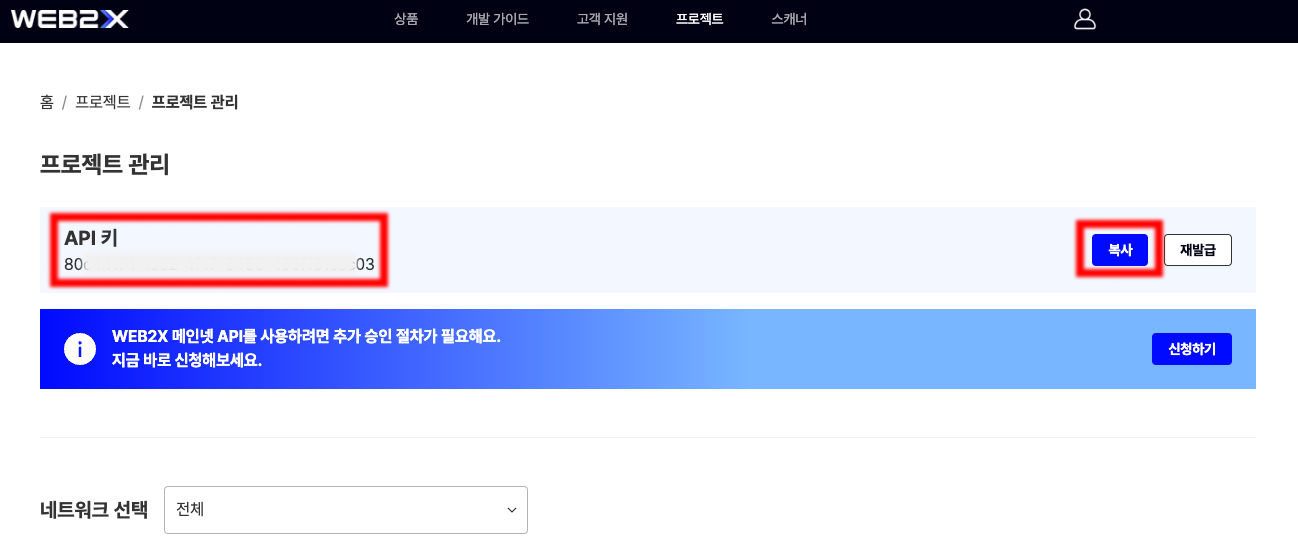 WEB2X
상품 개발 가이드 고객 지원 프로젝트 스캐너
홈 / 프로젝트 / 프로젝트 관리
프로젝트 관리
API 키
복사 재발급
WEB2X 메인넷 API를 사용하려면 추가 승인 절차가 필요해요.
지금 바로 신청해보세요.
신청하기
네트워크 선택 전체